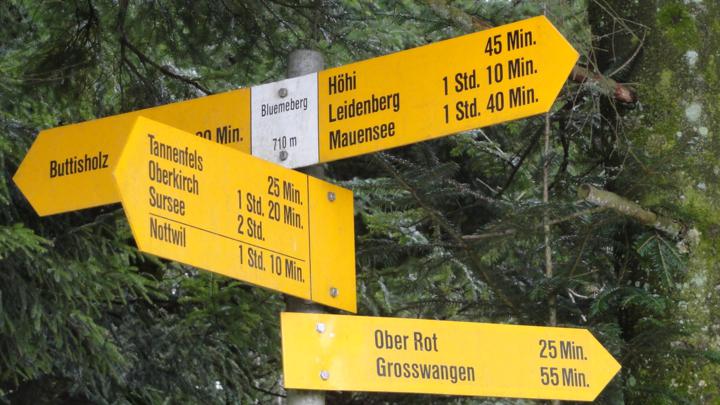 Buttisholz
Min.
Bluemeberg
710 m
Höhi 45 Min.
Leidenberg 1 Std. 10 Min.
Mauensee 1 Std. 40 Min.
Tannenfels 25 Min.
Oberkirch 1 Std. 20 Min.
Sursee 2 Std.
Nottwil 1 Std. 10 Min.
Ober Rot 25 Min.
Grosswangen 55 Min.